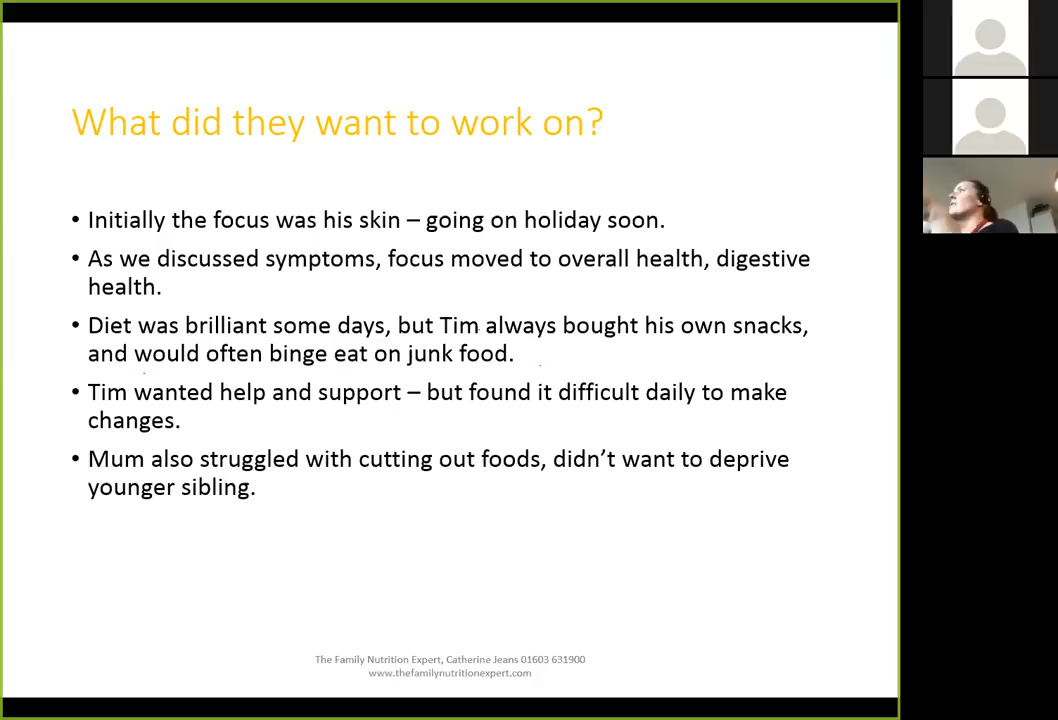 What did they want to work on?
• Initially the focus was his skin – going on holiday soon.
• As we discussed symptoms, focus moved to overall health, digestive
health.
• Diet was brilliant some days, but Tim always bought his own snacks,
and would often binge eat on junk food.
• Tim wanted help and support – but found it difficult daily to make
changes.
• Mum also struggled with cutting out foods, didn’t want to deprive
younger sibling.
The Family Nutrition Expert, Catherine Jeans 01603 631900
www.thefamilynutritionexpert.com